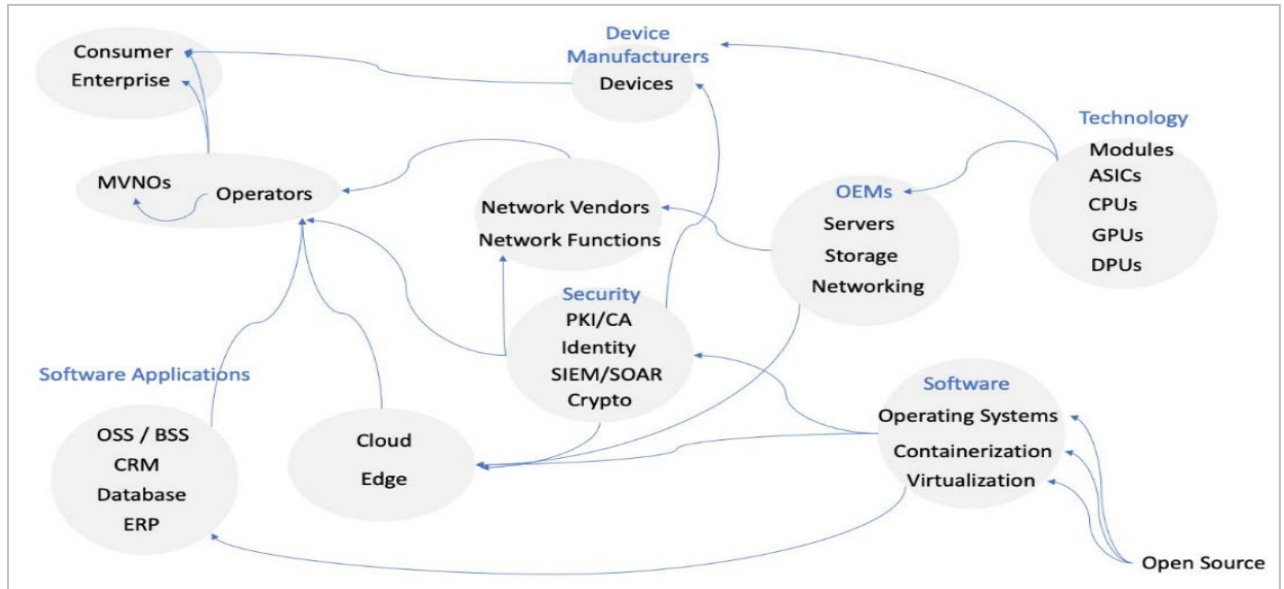 Consumer
Enterprise
Device
Manufacturers
Devices
Technology
Modules
ASICs
CPUs
GPUs
DPUs
MVNOs
Operators
Network Vendors
Network Functions
OEMs
Servers
Storage
Networking
Security
PKI/CA
Identity
SIEM/SOAR
Crypto
Software Applications
OSS / BSS
CRM
Database
ERP
Cloud
Edge
Software
Operating Systems
Containerization
Virtualization
Open Source